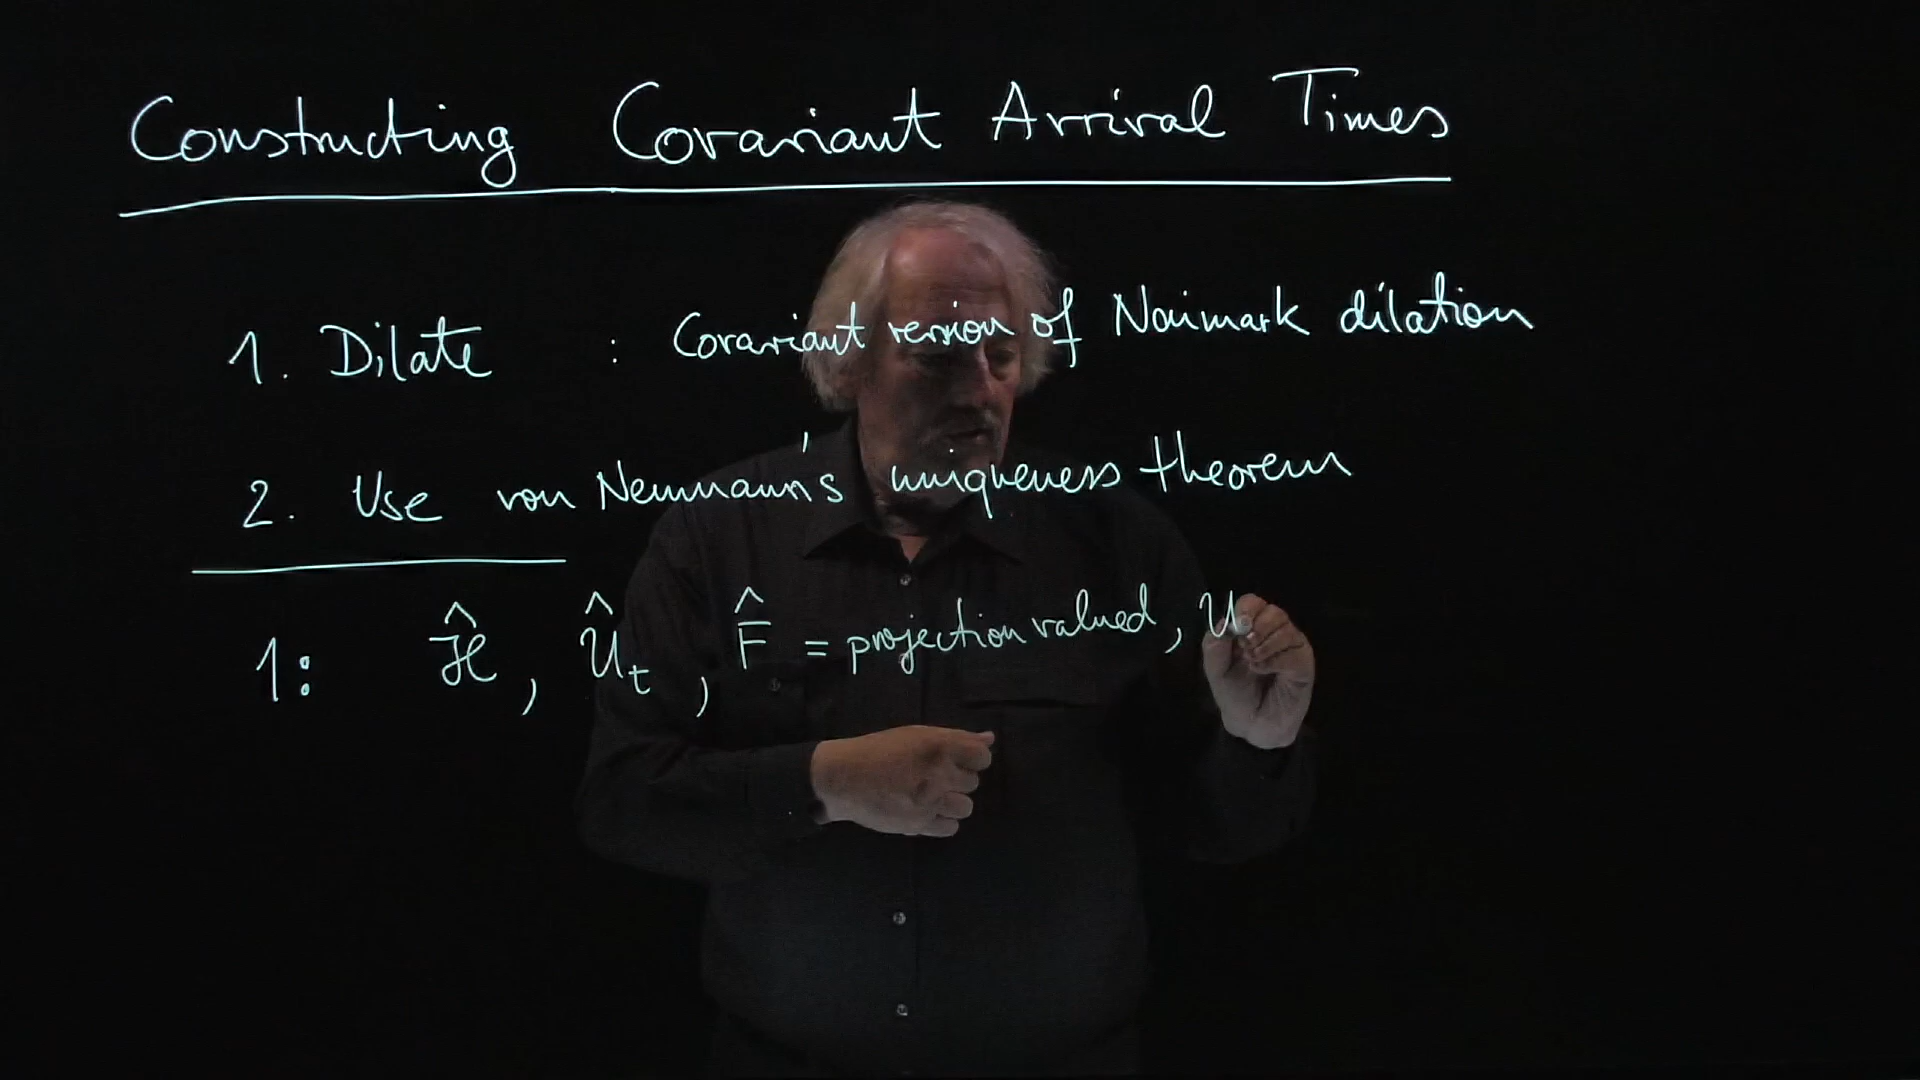 Constructing Covariant Arrival Times
1. Dilate : Covariant version of Naimark dilation
2. Use von Neumann's uniqueness theorem
1: ℋ̂, Û_t, F̂ = projection valued, U